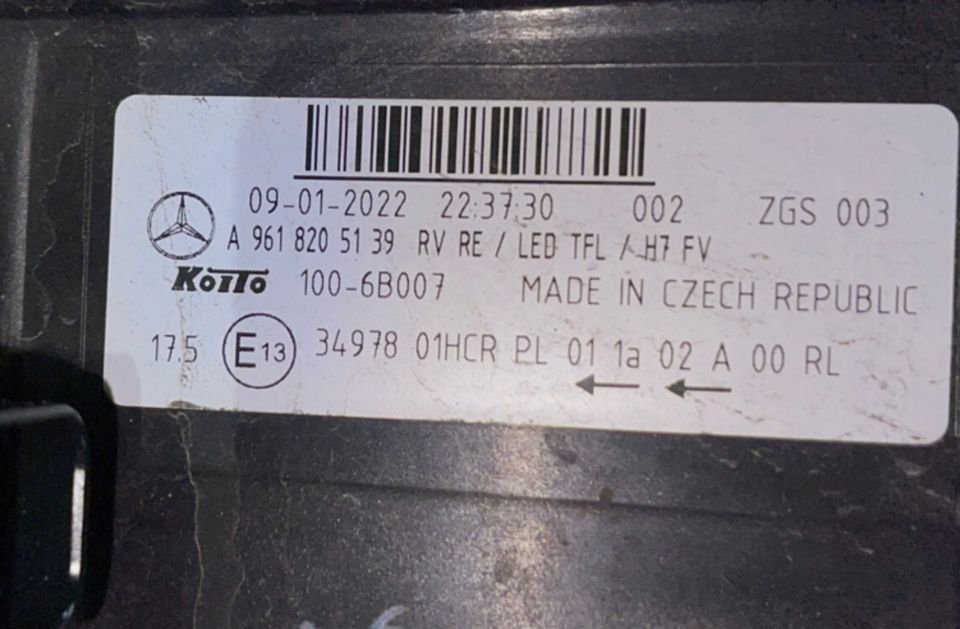 09-01-2022 22:37:30 002 ZGS 003
A 961 820 51 39 RV RE / LED TFL / H7 FV
KOITO 100-6B007 MADE IN CZECH REPUBLIC
17.5 E13 34978 01HCR PL 01 1a 02 A 00 RL